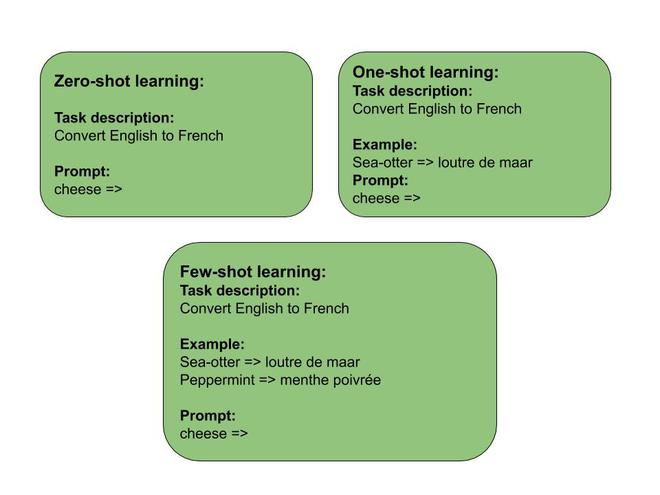 Zero-shot learning:
Task description:
Convert English to French
Prompt:
cheese =>
One-shot learning:
Task description:
Convert English to French
Example:
Sea-otter => loutre de maar
Prompt:
cheese =>
Few-shot learning:
Task description:
Convert English to French
Example:
Sea-otter => loutre de maar
Peppermint => menthe poivrée
Prompt:
cheese =>